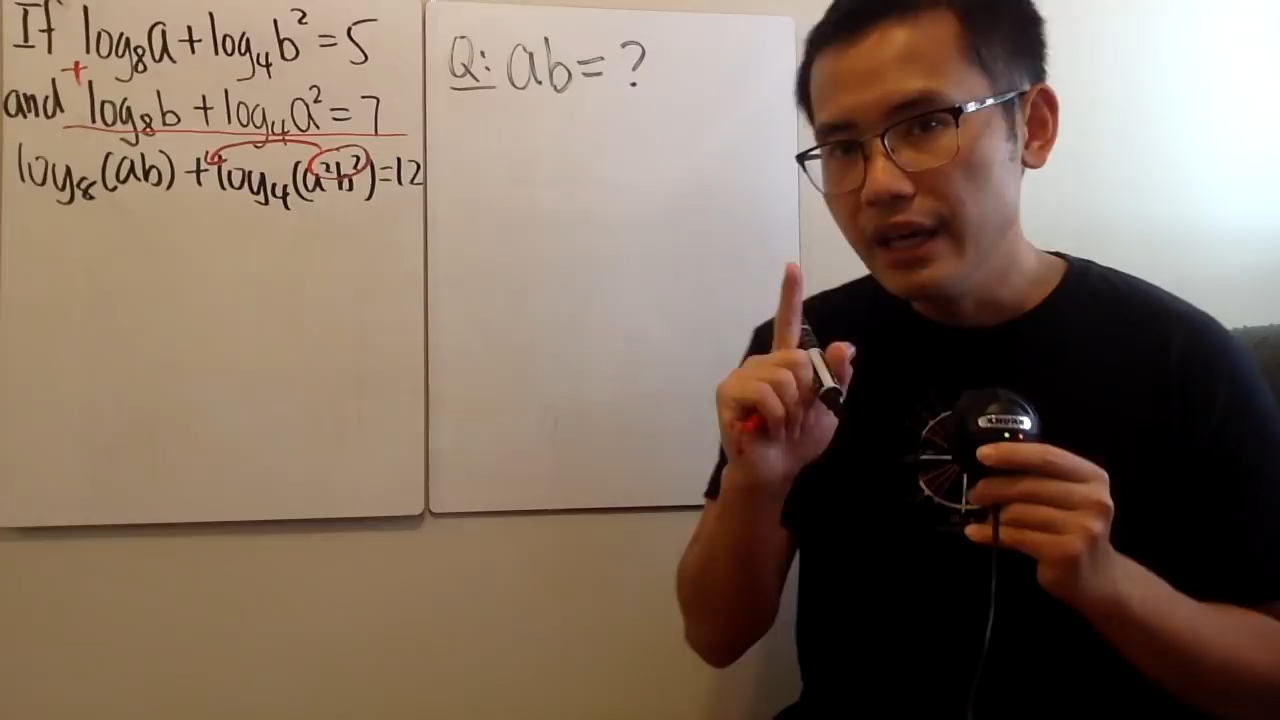 If log₈a + log₄b² = 5
+
and log₈b + log₄a² = 7
log₈(ab) + log₄(a²b²) = 12
Q: ab = ?